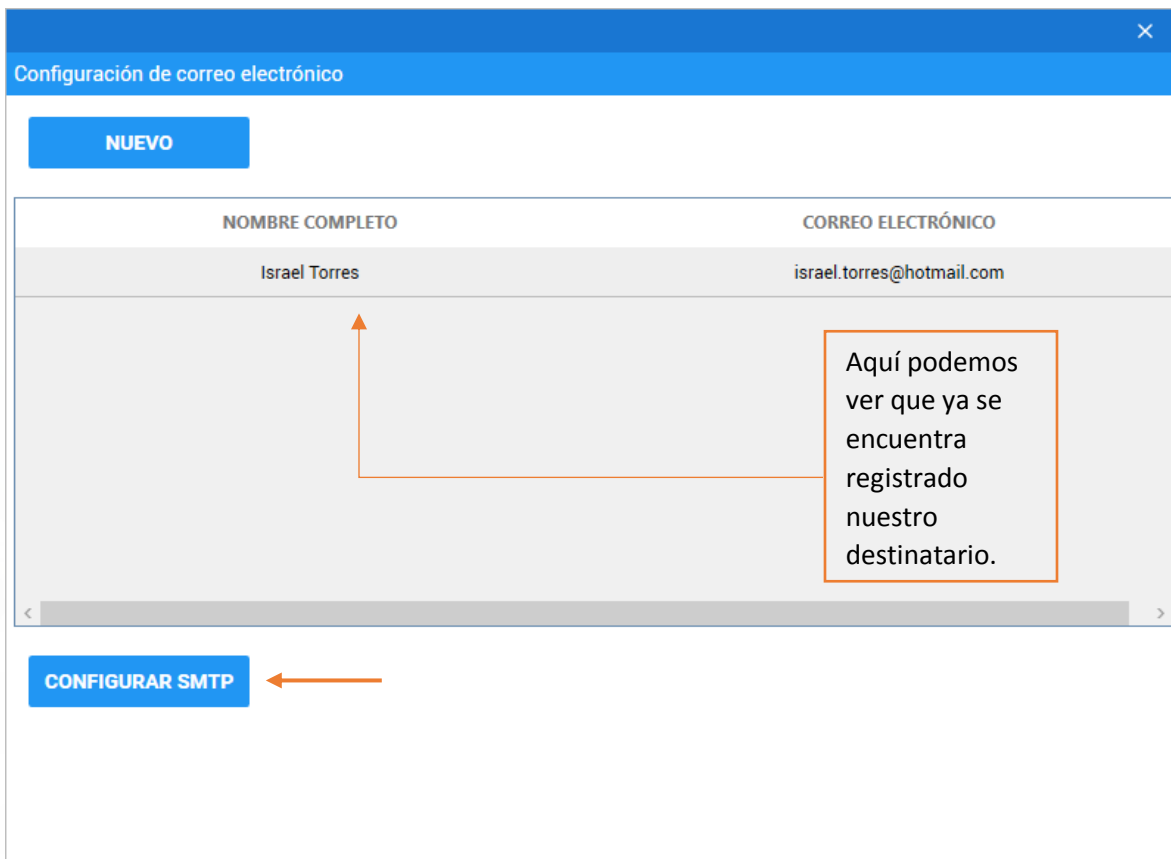 Configuración de correo electrónico
NUEVO
NOMBRE COMPLETO CORREO ELECTRÓNICO
Israel Torres israel.torres@hotmail.com
Aquí podemos
ver que ya se
encuentra
registrado
nuestro
destinatario.
CONFIGURAR SMTP